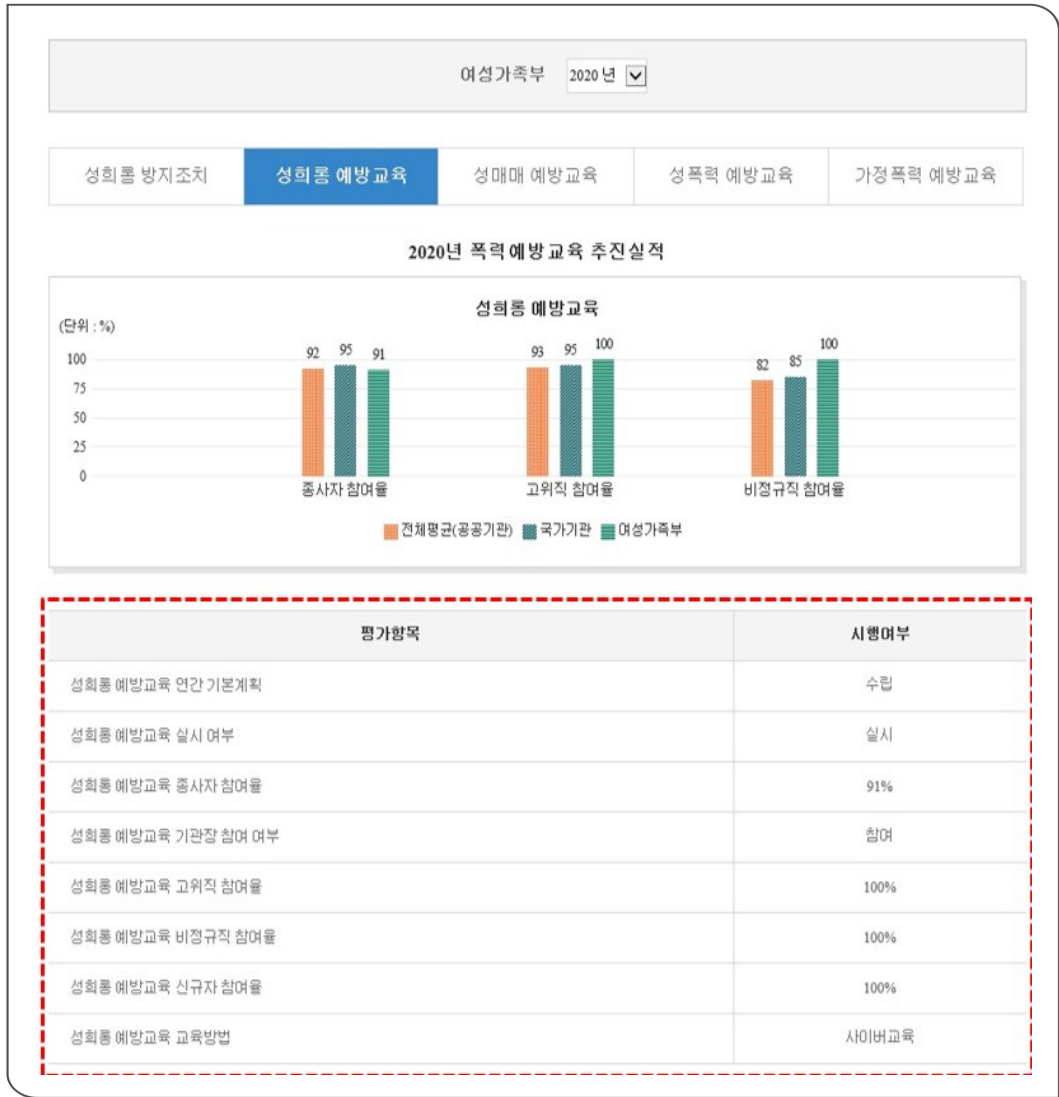 여성가족부 2020 년
성희롱 방지조치 성희롱 예방교육 성매매 예방교육 성폭력 예방교육 가정폭력 예방교육
2020년 폭력예방교육 추진실적
성희롱 예방교육
(단위 : %)
100
75
50
25
0
92 95 91
93 95 100
82 85 100
종사자 참여율 고위직 참여율 비정규직 참여율
전체평균(공공기관) 국가기관 여성가족부
평가항목 시행여부
성희롱 예방교육 연간 기본계획 수립
성희롱 예방교육 실시 여부 실시
성희롱 예방교육 종사자 참여율 91%
성희롱 예방교육 기관장 참여 여부 참여
성희롱 예방교육 고위직 참여율 100%
성희롱 예방교육 비정규직 참여율 100%
성희롱 예방교육 신규자 참여율 100%
성희롱 예방교육 교육방법 사이버교육